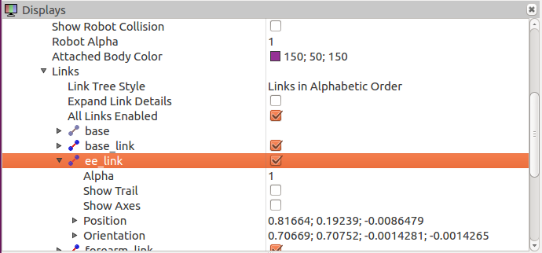 Displays
Show Robot Collision
Robot Alpha 1
Attached Body Color 150; 50; 150
Links
Link Tree Style Links in Alphabetic Order
Expand Link Details
All Links Enabled
base
base_link
ee_link
Alpha 1
Show Trail
Show Axes
Position 0.81664; 0.19239; -0.0086479
Orientation 0.70669; 0.70752; -0.0014281; -0.0014265
forearm_link